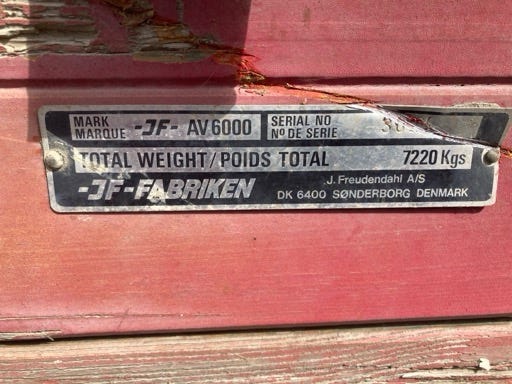 MARK -JF- AV6000 SERIAL NO
MARQUE Nº DE SÉRIE
TOTAL WEIGHT/POIDS TOTAL 7220 Kgs
-JF-FABRIKEN J. Freudendahl A/S
DK 6400 SØNDERBORG DENMARK